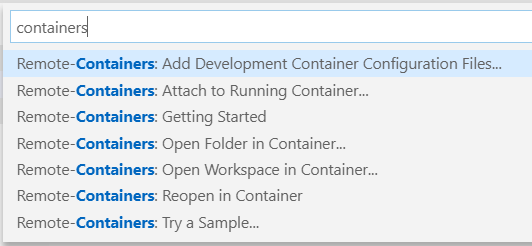 containers
Remote-Containers: Add Development Container Configuration Files...
Remote-Containers: Attach to Running Container...
Remote-Containers: Getting Started
Remote-Containers: Open Folder in Container...
Remote-Containers: Open Workspace in Container...
Remote-Containers: Reopen in Container
Remote-Containers: Try a Sample...